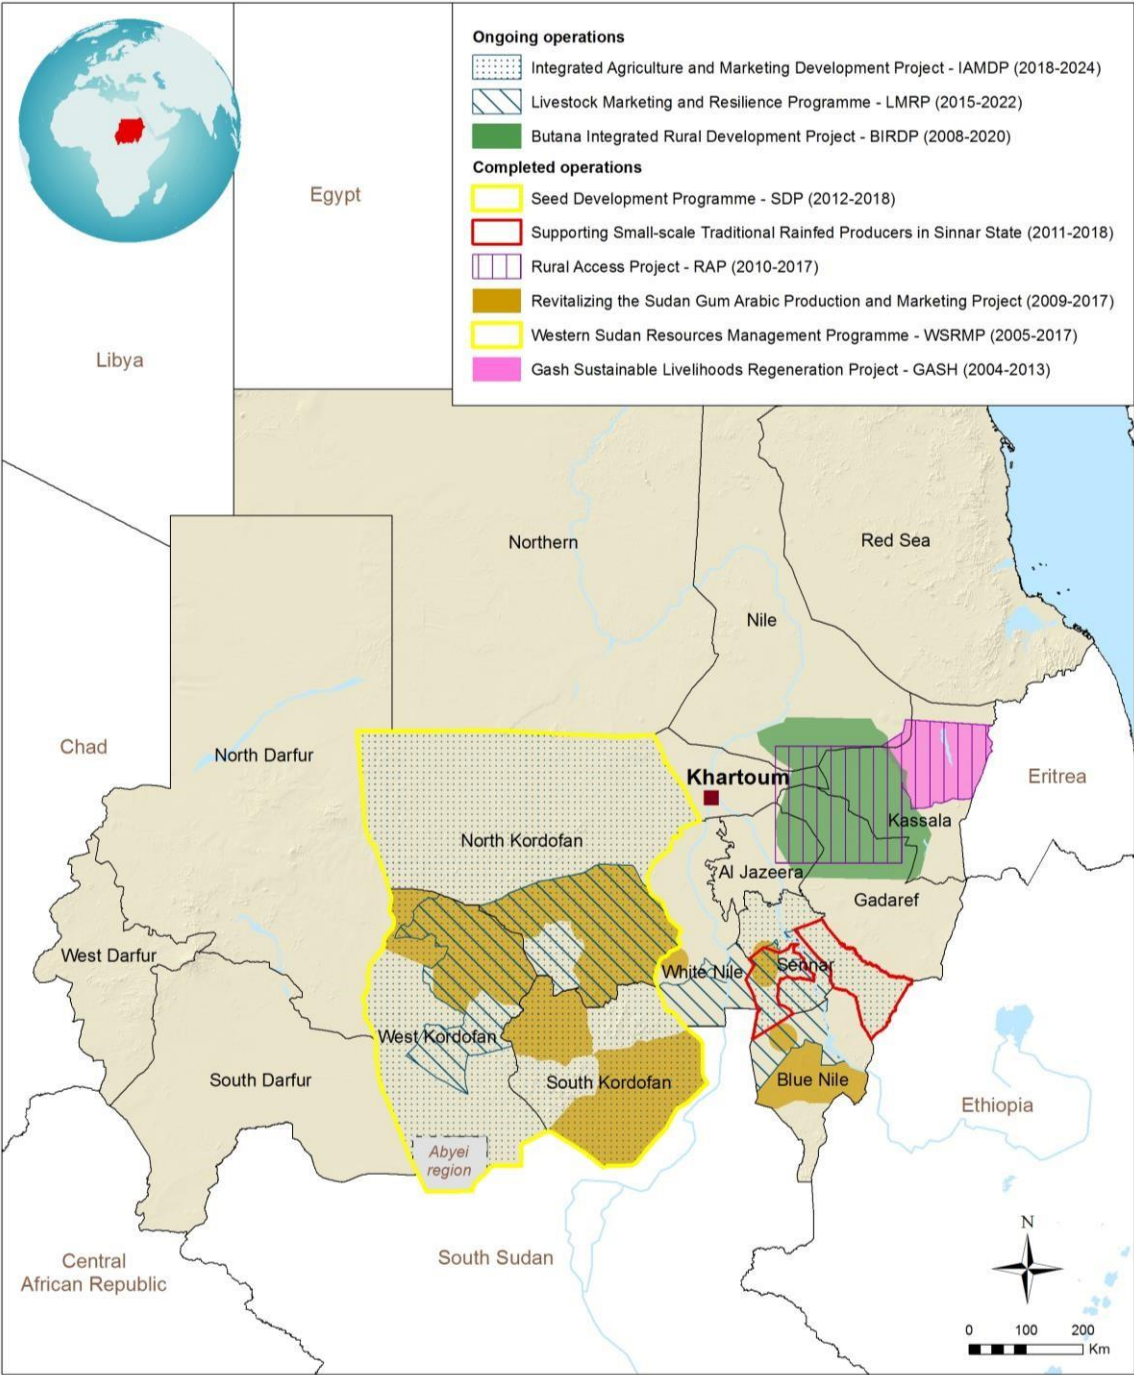 Ongoing operations
Integrated Agriculture and Marketing Development Project - IAMDP (2018-2024)
Livestock Marketing and Resilience Programme - LMRP (2015-2022)
Butana Integrated Rural Development Project - BIRDP (2008-2020)
Completed operations
Seed Development Programme - SDP (2012-2018)
Supporting Small-scale Traditional Rainfed Producers in Sinnar State (2011-2018)
Rural Access Project - RAP (2010-2017)
Revitalizing the Sudan Gum Arabic Production and Marketing Project (2009-2017)
Western Sudan Resources Management Programme - WSRMP (2005-2017)
Gash Sustainable Livelihoods Regeneration Project - GASH (2004-2013)
Egypt
Libya
Northern
Red Sea
Nile
Chad
North Darfur
Khartoum
Eritrea
Kassala
North Kordofan
Al Jazeera
Gadaref
West Darfur
White Nile
Sennar
West Kordofan
South Darfur
South Kordofan
Blue Nile
Ethiopia
Abyei
region
South Sudan
Central
African Republic
N
0 100 200
Km